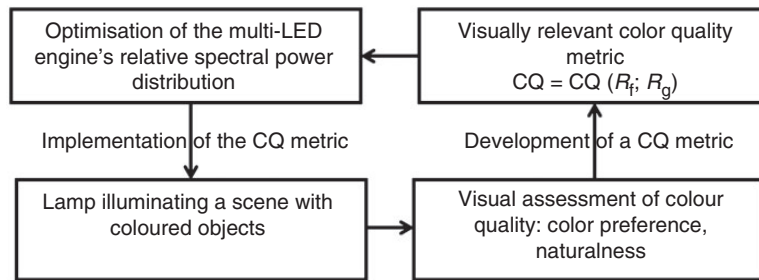 Optimisation of the multi-LED
engine's relative spectral power
distribution
Visually relevant color quality
metric
CQ = CQ (Rf; Rg)
Implementation of the CQ metric
Development of a CQ metric
Lamp illuminating a scene with
coloured objects
Visual assessment of colour
quality: color preference,
naturalness